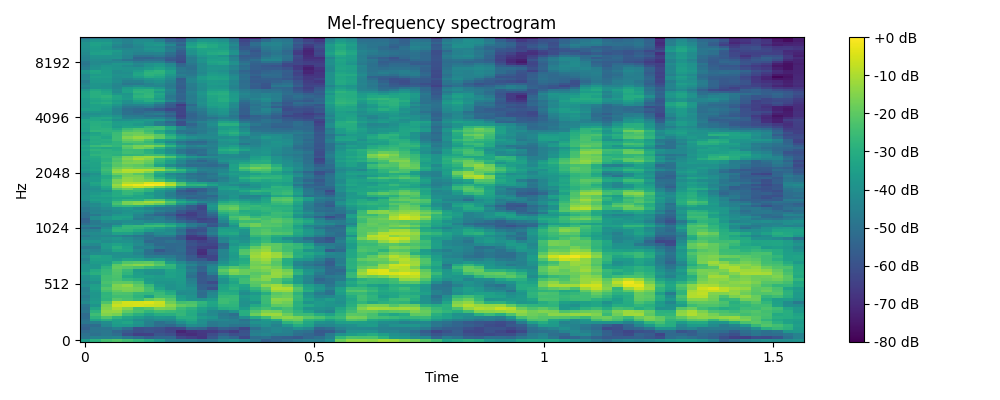 Mel-frequency spectrogram
Hz
8192
4096
2048
1024
512
0
0 0.5 1 1.5
Time
+0 dB
-10 dB
-20 dB
-30 dB
-40 dB
-50 dB
-60 dB
-70 dB
-80 dB